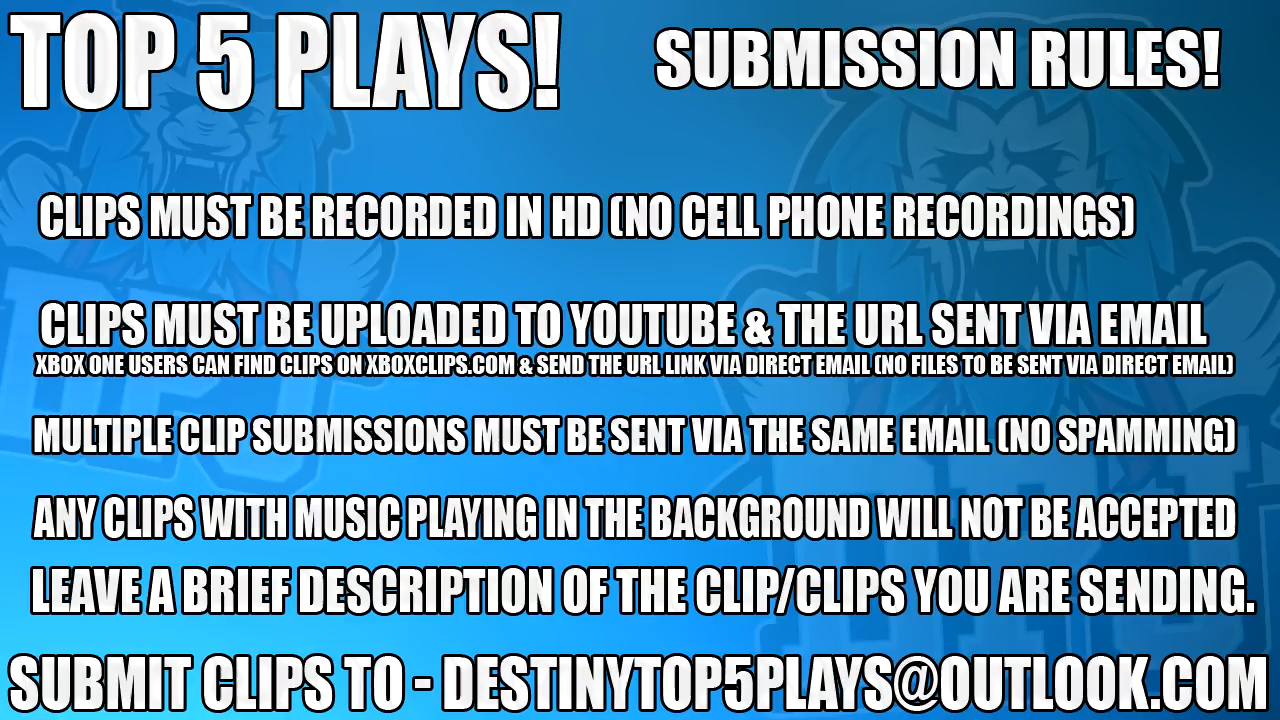 TOP 5 PLAYS!
SUBMISSION RULES!
CLIPS MUST BE RECORDED IN HD (NO CELL PHONE RECORDINGS)
CLIPS MUST BE UPLOADED TO YOUTUBE & THE URL SENT VIA EMAIL
XBOX ONE USERS CAN FIND CLIPS ON XBOXCLIPS.COM & SEND THE URL LINK VIA DIRECT EMAIL (NO FILES TO BE SENT VIA DIRECT EMAIL)
MULTIPLE CLIP SUBMISSIONS MUST BE SENT VIA THE SAME EMAIL (NO SPAMMING)
ANY CLIPS WITH MUSIC PLAYING IN THE BACKGROUND WILL NOT BE ACCEPTED
LEAVE A BRIEF DESCRIPTION OF THE CLIP/CLIPS YOU ARE SENDING.
SUBMIT CLIPS TO - DESTINYTOP5PLAYS@OUTLOOK.COM